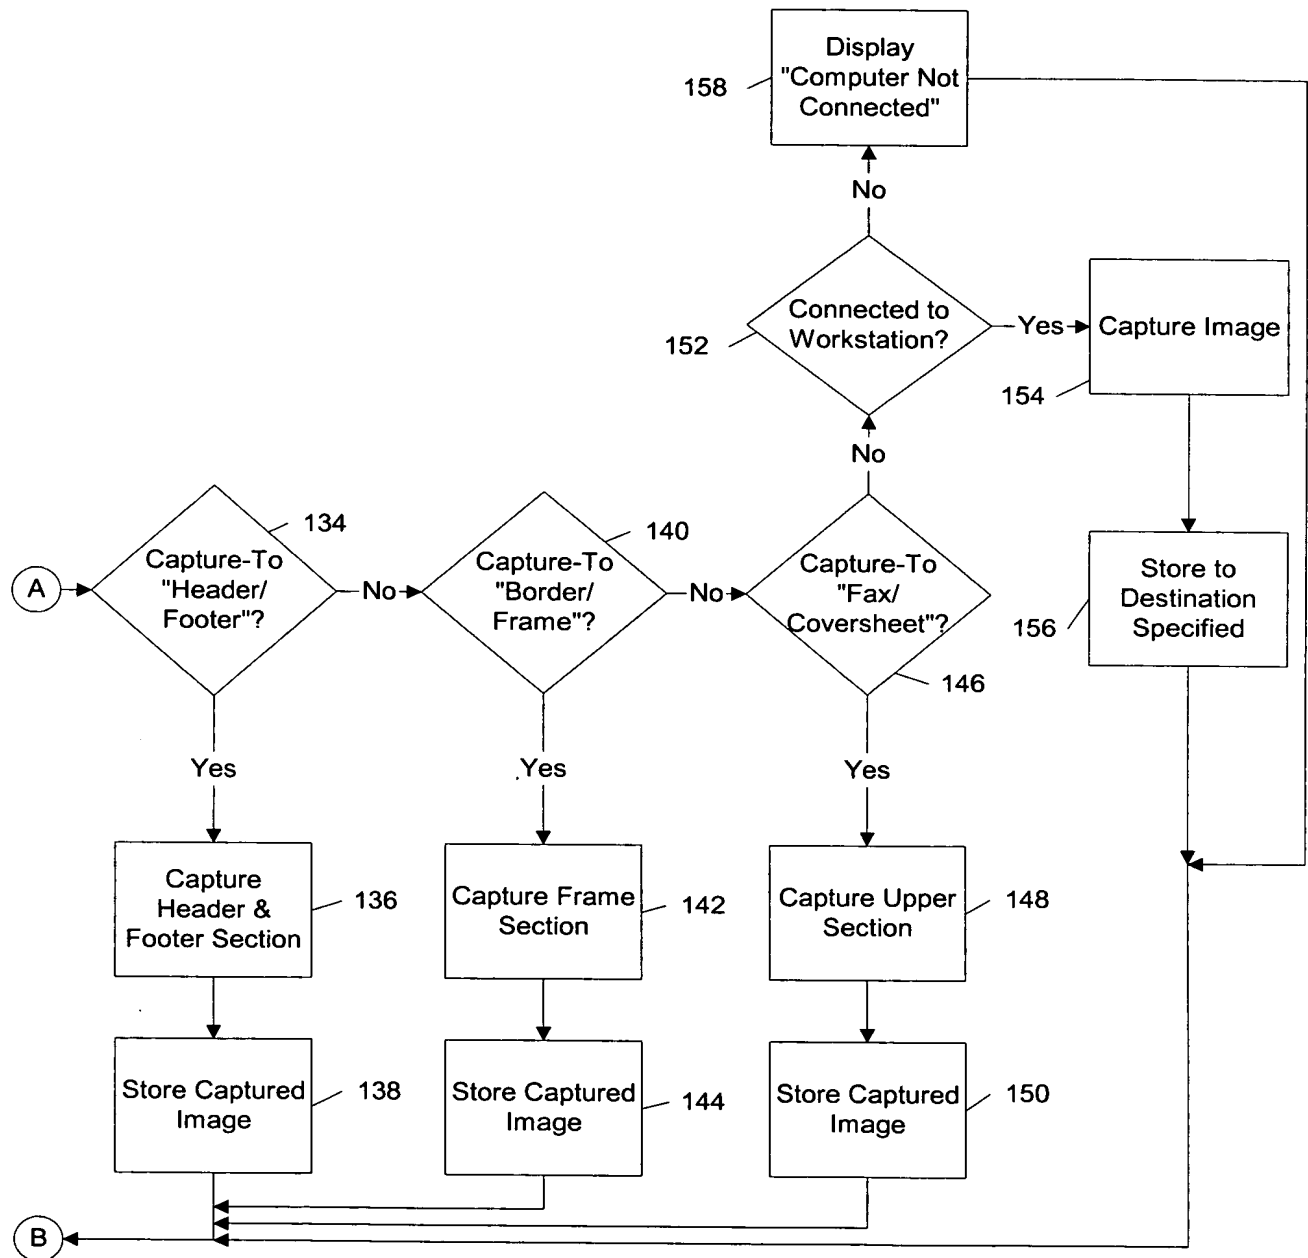 Display
"Computer Not
Connected"
158
No
Connected to
Workstation?
152
Yes
Capture Image
154
No
134
140
A
Capture-To
"Header/
Footer"?
No
Capture-To
"Border/
Frame"?
No
Capture-To
"Fax/
Coversheet"?
146
Store to
Destination
Specified
156
Yes
Yes
Yes
Capture
Header &
Footer Section
136
Capture Frame
Section
142
Capture Upper
Section
148
Store Captured
Image
138
Store Captured
Image
144
Store Captured
Image
150
B